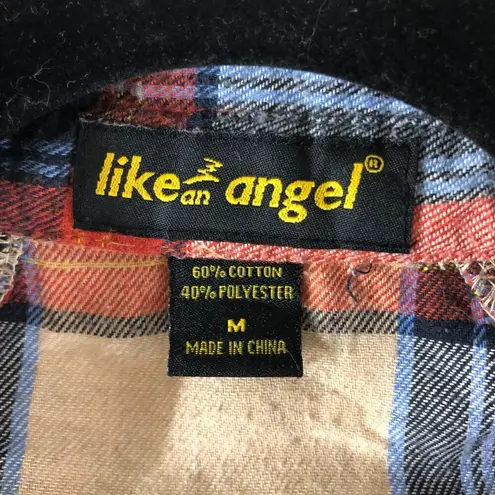 like an angel®
60% COTTON
40% POLYESTER
M
MADE IN CHINA